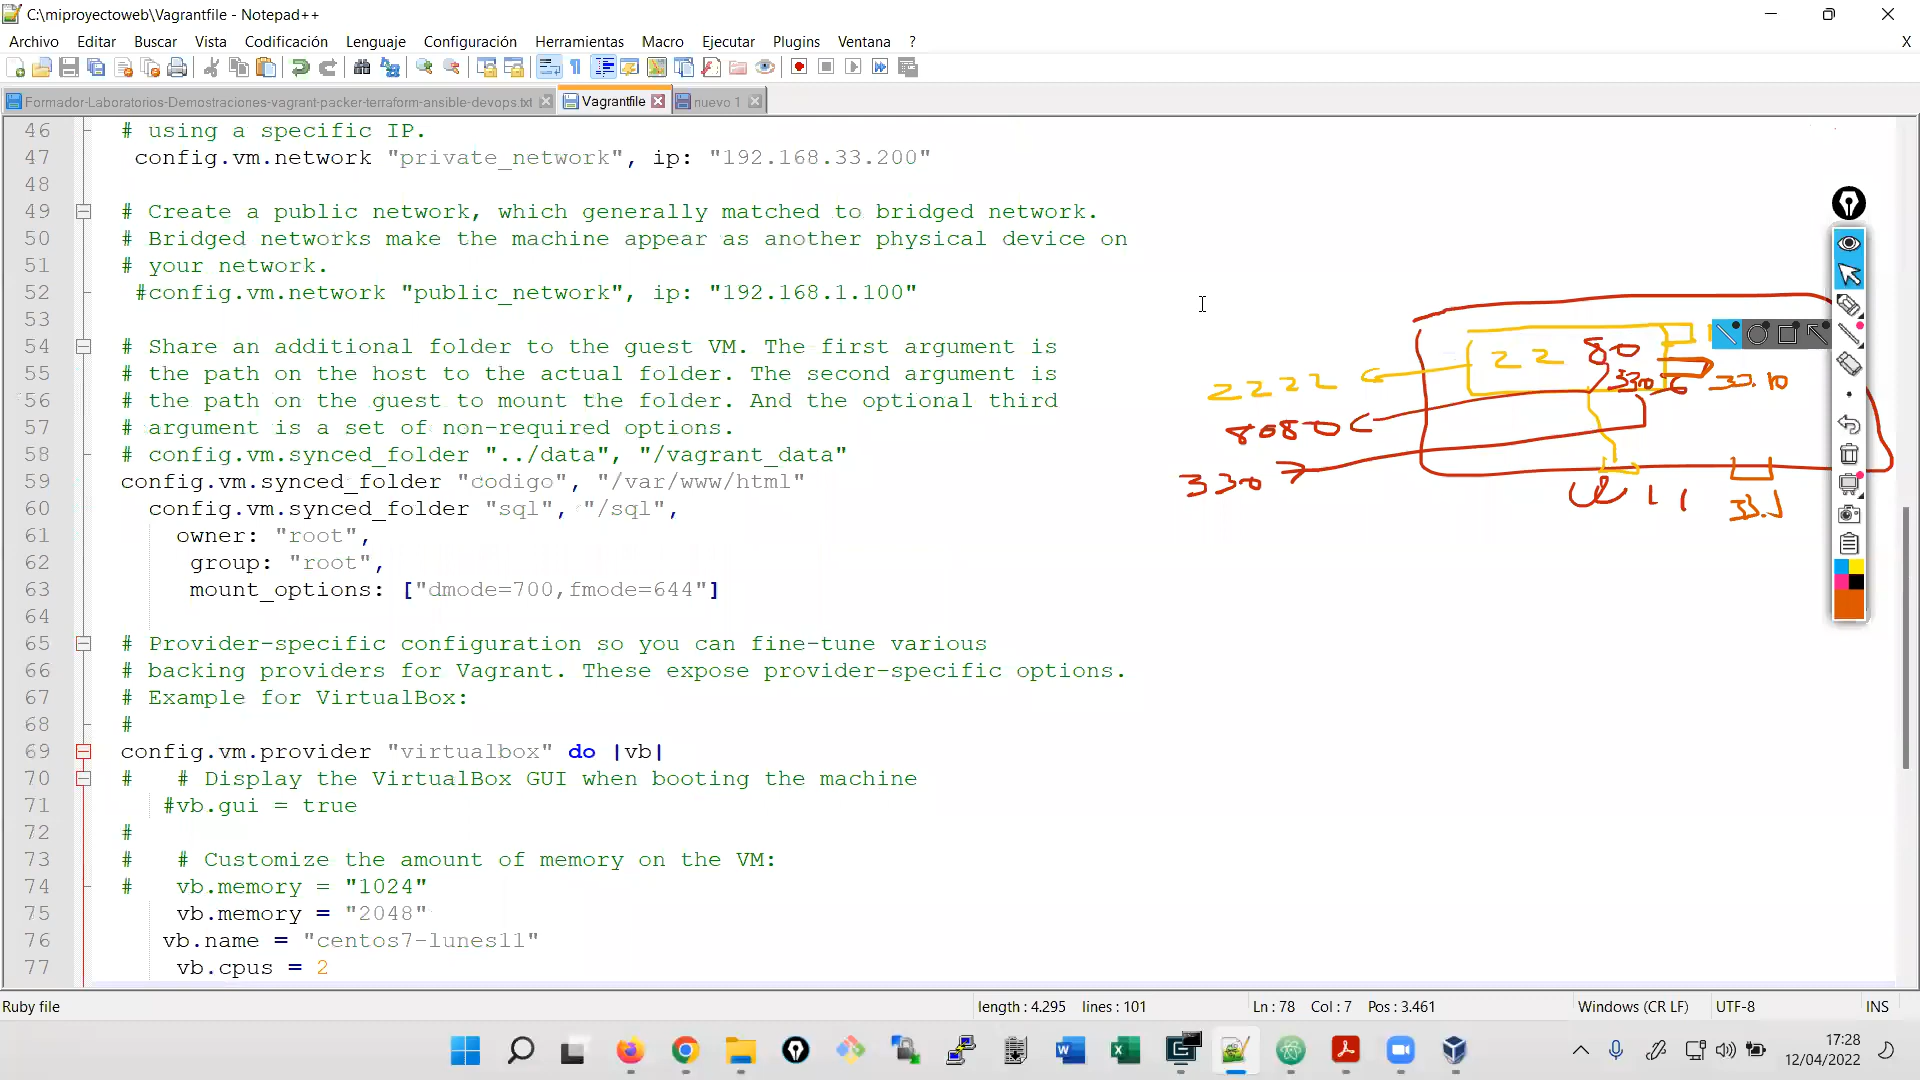 C:\miproyectoweb\Vagrantfile - Notepad++
Archivo Editar Buscar Vista Codificación Lenguaje Formato Configuración Herramientas Macro Ejecutar Plugins Ventana ? X
Formador-Laboratorios-Demostraciones-vagrant-packer-terraform-ansible-devops.txt Vagrantfile nuevo 1
46 # using a specific IP.
47 config.vm.network "private_network", ip: "192.168.33.200"
48
49 # Create a public network, which generally matched to bridged network.
50 # Bridged networks make the machine appear as another physical device on
51 # your network.
52 #config.vm.network "public_network", ip: "192.168.1.100"
53
54 # Share an additional folder to the guest VM. The first argument is
55 # the path on the host to the actual folder. The second argument is
56 # the path on the guest to mount the folder. And the optional third
57 # argument is a set of non-required options.
58 # config.vm.synced_folder "../data", "/vagrant_data"
59 config.vm.synced_folder "codigo", "/var/www/html"
60 config.vm.synced_folder "sql", "/sql",
61 owner: "root",
62 group: "root",
63 mount_options: ["dmode=700,fmode=644"]
64
65 # Provider-specific configuration so you can fine-tune various
66 # backing providers for Vagrant. These expose provider-specific options.
67 # Example for VirtualBox:
68 #
69 config.vm.provider "virtualbox" do |vb|
70 # # Display the VirtualBox GUI when booting the machine
71 #vb.gui = true
72 #
73 # # Customize the amount of memory on the VM:
74 # vb.memory = "1024"
75 vb.memory = "2048"
76 vb.name = "centos7-lunes11"
77 vb.cpus = 2
22 80
2222 3306 33.10
8080
330
33.1
Ruby file length : 4.295 lines : 101 Ln : 78 Col : 7 Pos : 3.461 Windows (CR LF) UTF-8 INS
17:28
12/04/2022